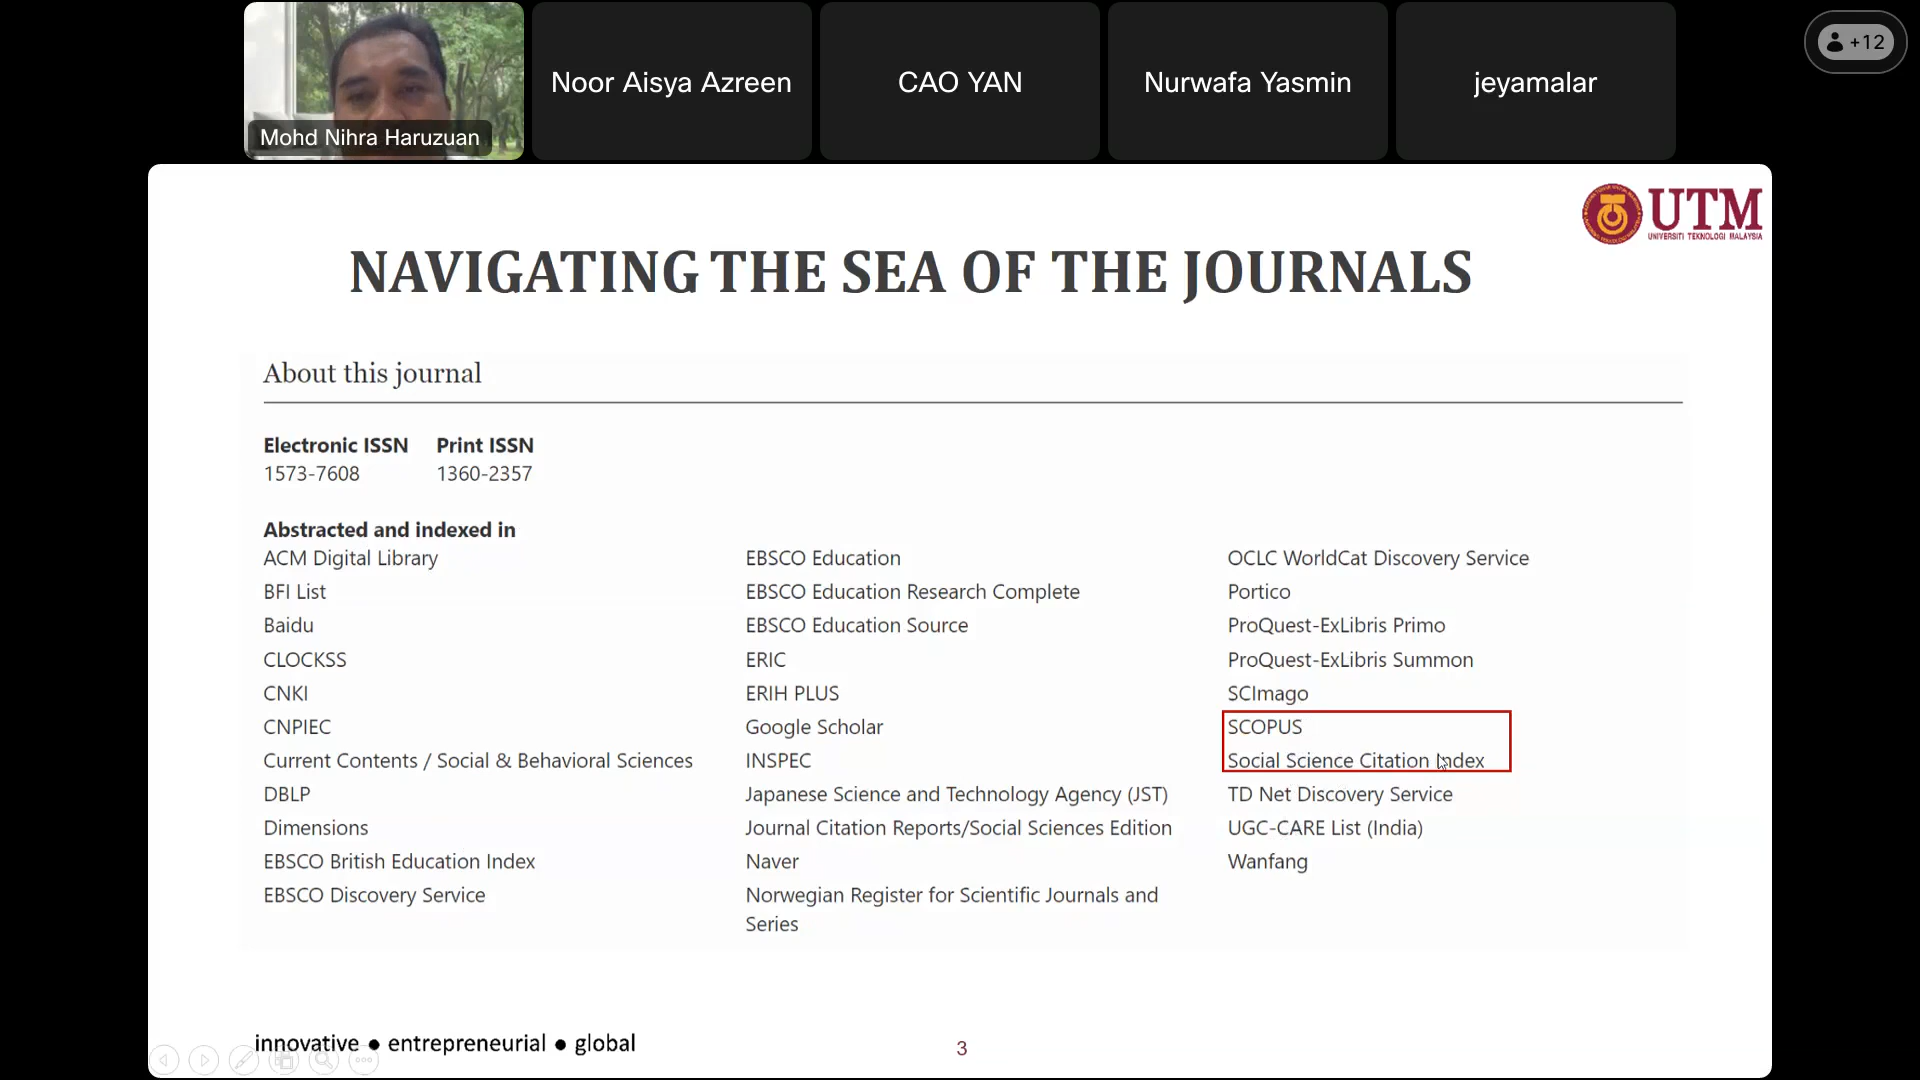 Mohd Nihra Haruzuan
Noor Aisya Azreen
CAO YAN
Nurwafa Yasmin
jeyamalar
+12
UTM
UNIVERSITI TEKNOLOGI MALAYSIA
NAVIGATING THE SEA OF THE JOURNALS
About this journal
Electronic ISSN Print ISSN
1573-7608 1360-2357
Abstracted and indexed in
ACM Digital Library
BFI List
Baidu
CLOCKSS
CNKI
CNPIEC
Current Contents / Social & Behavioral Sciences
DBLP
Dimensions
EBSCO British Education Index
EBSCO Discovery Service
EBSCO Education
EBSCO Education Research Complete
EBSCO Education Source
ERIC
ERIH PLUS
Google Scholar
INSPEC
Japanese Science and Technology Agency (JST)
Journal Citation Reports/Social Sciences Edition
Naver
Norwegian Register for Scientific Journals and
Series
OCLC WorldCat Discovery Service
Portico
ProQuest-ExLibris Primo
ProQuest-ExLibris Summon
SCImago
SCOPUS
Social Science Citation Index
TD Net Discovery Service
UGC-CARE List (India)
Wanfang
innovative ● entrepreneurial ● global
3